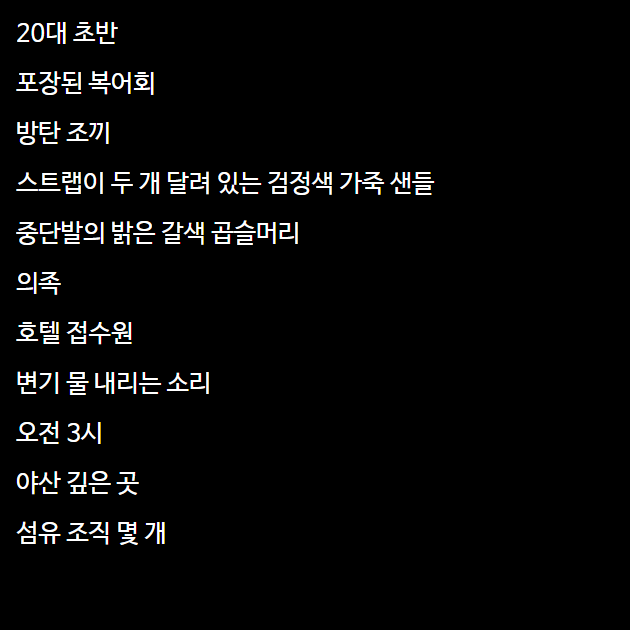 20대 초반
포장된 복어회
방탄 조끼
스트랩이 두 개 달려 있는 검정색 가죽 샌들
중단발의 밝은 갈색 곱슬머리
의족
호텔 접수원
변기 물 내리는 소리
오전 3시
야산 깊은 곳
섬유 조직 몇 개